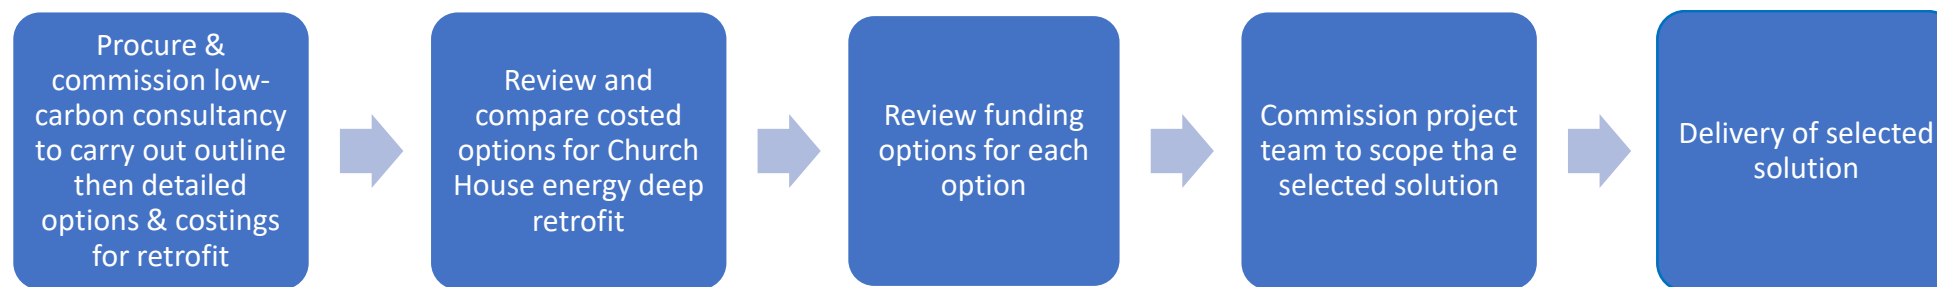 Procure &
commission low-
carbon consultancy
to carry out outline
then detailed
options & costings
for retrofit
Review and
compare costed
options for Church
House energy deep
retrofit
Review funding
options for each
option
Commission project
team to scope tha e
selected solution
Delivery of selected
solution